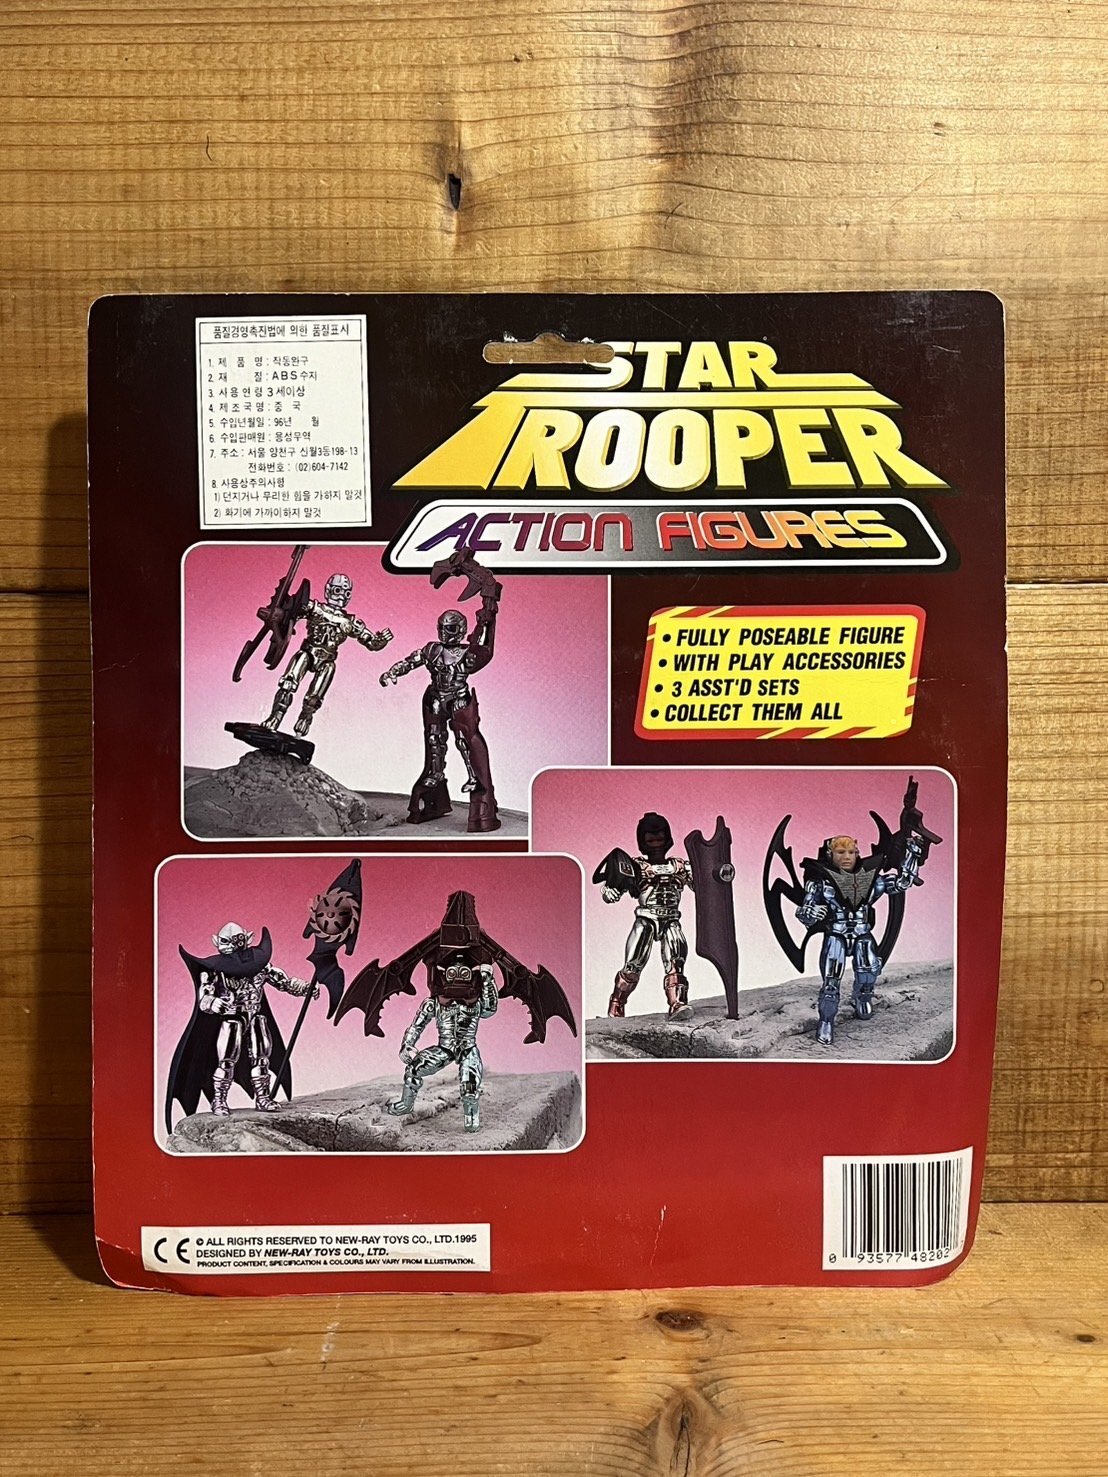 품질경영촉진법에 의한 품질표시
1. 제 품 명 : 작동완구
2. 재 질 : ABS 수지
3. 사용연령 3세이상
4. 제조국명 : 중 국
5. 수입년월일 : 96년 월
6. 수입판매원 : 용성무역
7. 주소 : 서울 양천구 신월3동198-13
전화번호 : (02)604-7142
8. 사용상주의사항
1) 던지거나 무리한 힘을 가하지 말것
2) 화기에 가까이하지 말것
STAR
TROOPER
ACTION FIGURES
• FULLY POSEABLE FIGURE
• WITH PLAY ACCESSORIES
• 3 ASST'D SETS
• COLLECT THEM ALL
CE © ALL RIGHTS RESERVED TO NEW-RAY TOYS CO., LTD.1995
DESIGNED BY NEW-RAY TOYS CO., LTD.
PRODUCT CONTENT, SPECIFICATION & COLOURS MAY VARY FROM ILLUSTRATION.
0 93577 48202